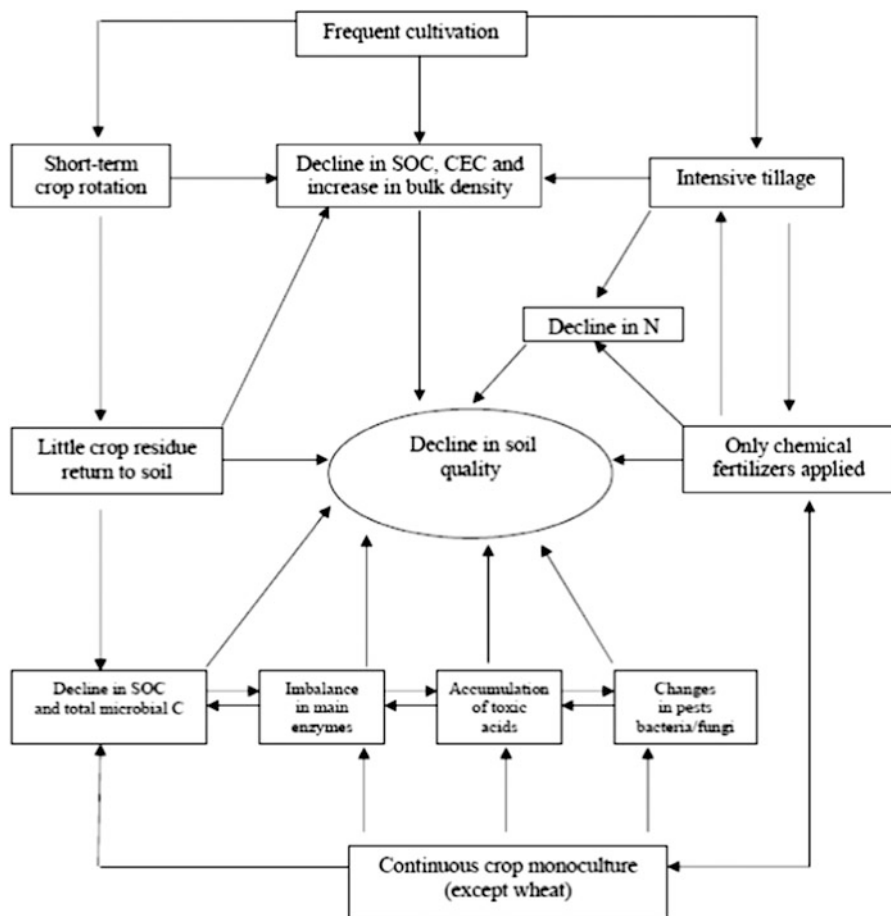 Frequent cultivation
Short-term
crop rotation
Decline in SOC, CEC and
increase in bulk density
Intensive tillage
Decline in N
Little crop residue
return to soil
Decline in soil
quality
Only chemical
fertilizers applied
Decline in SOC
and total microbial C
Imbalance
in main
enzymes
Accumulation
of toxic
acids
Changes
in pests
bacteria/fungi
Continuous crop monoculture
(except wheat)